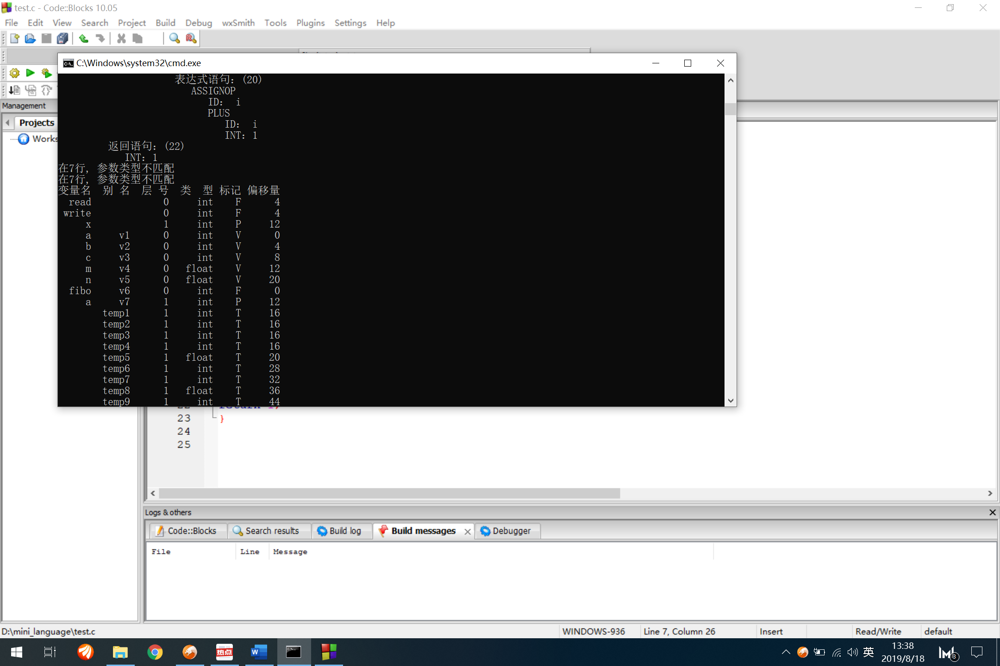 test.c - Code::Blocks 10.05
File Edit View Search Project Build Debug wxSmith Tools Plugins Settings Help
C:\Windows\system32\cmd.exe
Management
Projects
Works
表达式语句：(20)
ASSIGNOP
ID： i
PLUS
ID： i
INT：1
返回语句：(22)
INT：1
在7行，参数类型不匹配
在7行，参数类型不匹配
变量名 别 名 层 号 类 型 标记 偏移量
read 0 int F 4
write 0 int F 4
x 1 int P 12
a v1 0 int V 0
b v2 0 int V 4
c v3 0 int V 8
m v4 0 float V 12
n v5 0 float V 20
fibo v6 0 int F 0
a v7 1 int P 12
temp1 1 int T 16
temp2 1 int T 16
temp3 1 int T 16
temp4 1 int T 16
temp5 1 float T 20
temp6 1 int T 28
temp7 1 int T 32
temp8 1 float T 36
temp9 1 int T 44
23 }
24
25
Logs & others
Code::Blocks Search results Build log Build messages Debugger
File Line Message
D:\mini_language\test.c WINDOWS-936 Line 7, Column 26 Insert Read/Write default
热点
英
13:38
2019/8/18
3